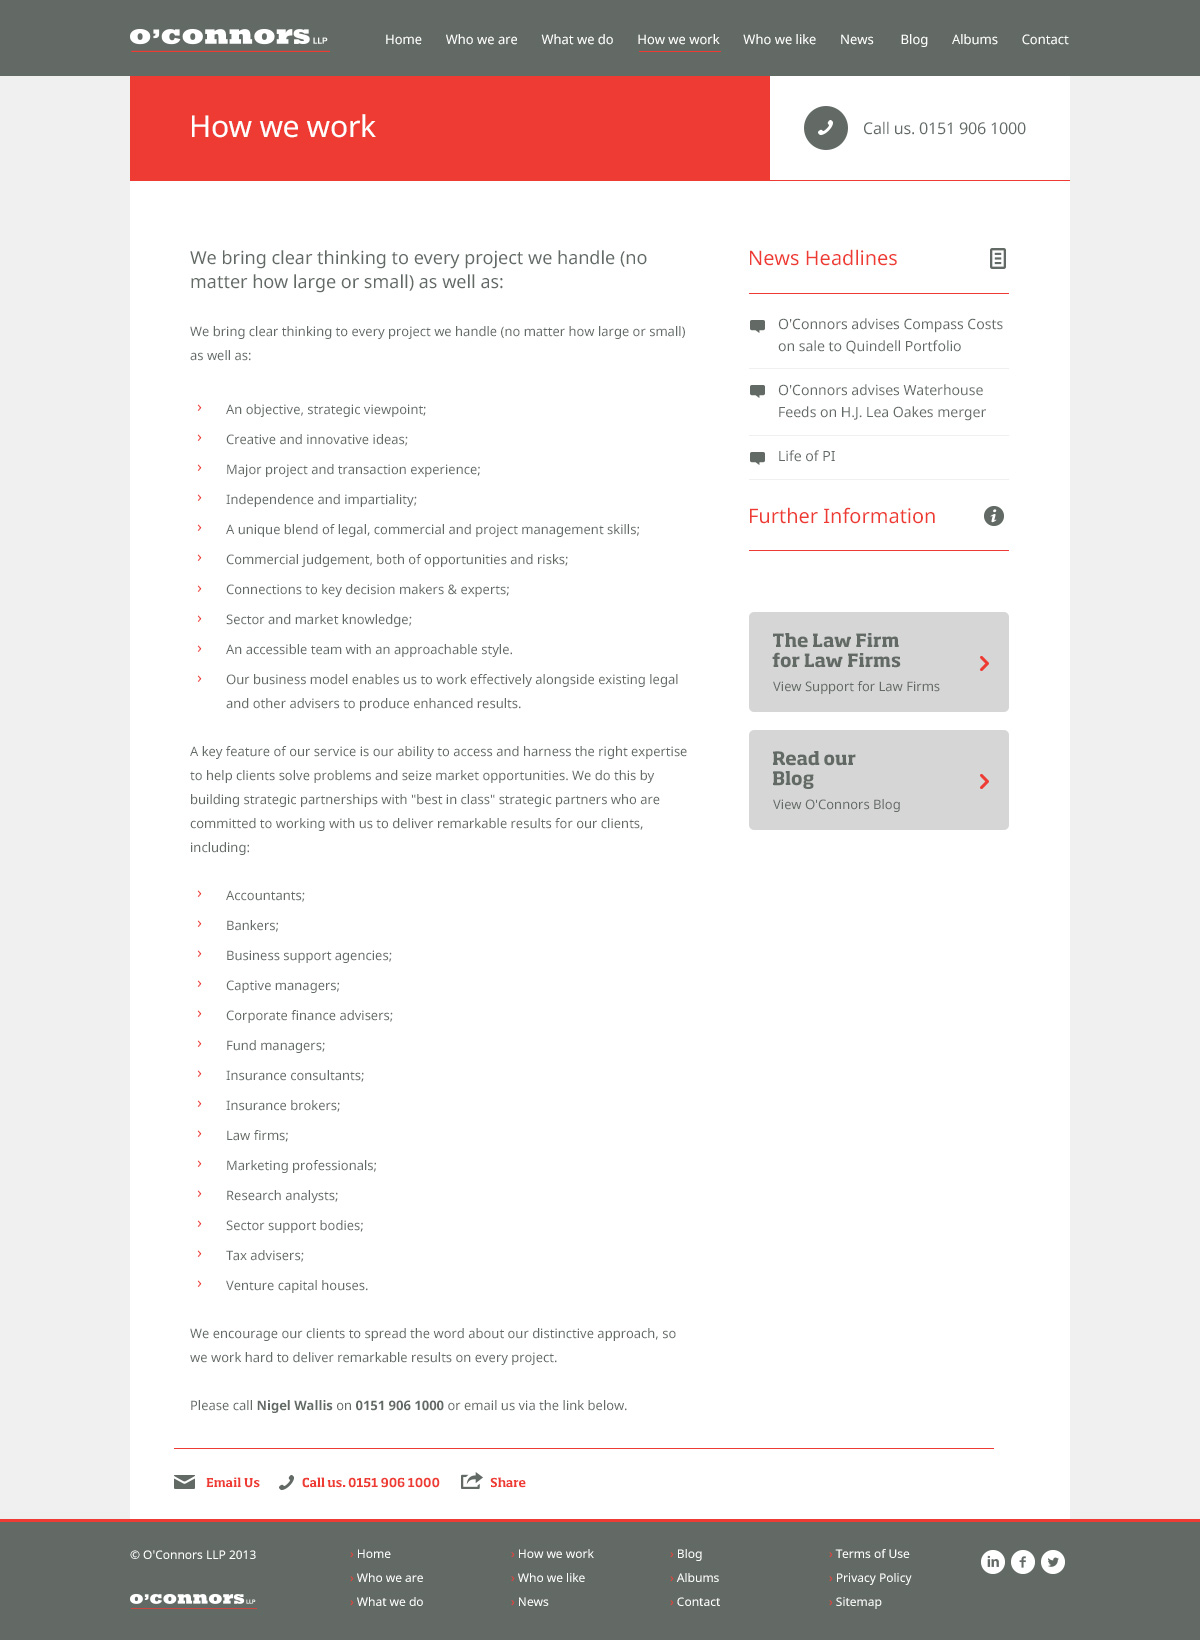 o'connors LLP
Home Who we are What we do How we work Who we like News Blog Albums Contact
How we work
Call us. 0151 906 1000
We bring clear thinking to every project we handle (no
matter how large or small) as well as:
We bring clear thinking to every project we handle (no matter how large or small)
as well as:
An objective, strategic viewpoint;
Creative and innovative ideas;
Major project and transaction experience;
Independence and impartiality;
A unique blend of legal, commercial and project management skills;
Commercial judgement, both of opportunities and risks;
Connections to key decision makers & experts;
Sector and market knowledge;
An accessible team with an approachable style.
Our business model enables us to work effectively alongside existing legal
and other advisers to produce enhanced results.
A key feature of our service is our ability to access and harness the right expertise
to help clients solve problems and seize market opportunities. We do this by
building strategic partnerships with "best in class" strategic partners who are
committed to working with us to deliver remarkable results for our clients,
including:
Accountants;
Bankers;
Business support agencies;
Captive managers;
Corporate finance advisers;
Fund managers;
Insurance consultants;
Insurance brokers;
Law firms;
Marketing professionals;
Research analysts;
Sector support bodies;
Tax advisers;
Venture capital houses.
We encourage our clients to spread the word about our distinctive approach, so
we work hard to deliver remarkable results on every project.
Please call Nigel Wallis on 0151 906 1000 or email us via the link below.
News Headlines
O'Connors advises Compass Costs
on sale to Quindell Portfolio
O'Connors advises Waterhouse
Feeds on H.J. Lea Oakes merger
Life of PI
Further Information
The Law Firm
for Law Firms
View Support for Law Firms
Read our
Blog
View O'Connors Blog
Email Us Call us. 0151 906 1000 Share
© O'Connors LLP 2013
o'connors LLP
Home
Who we are
What we do
How we work
Who we like
News
Blog
Albums
Contact
Terms of Use
Privacy Policy
Sitemap